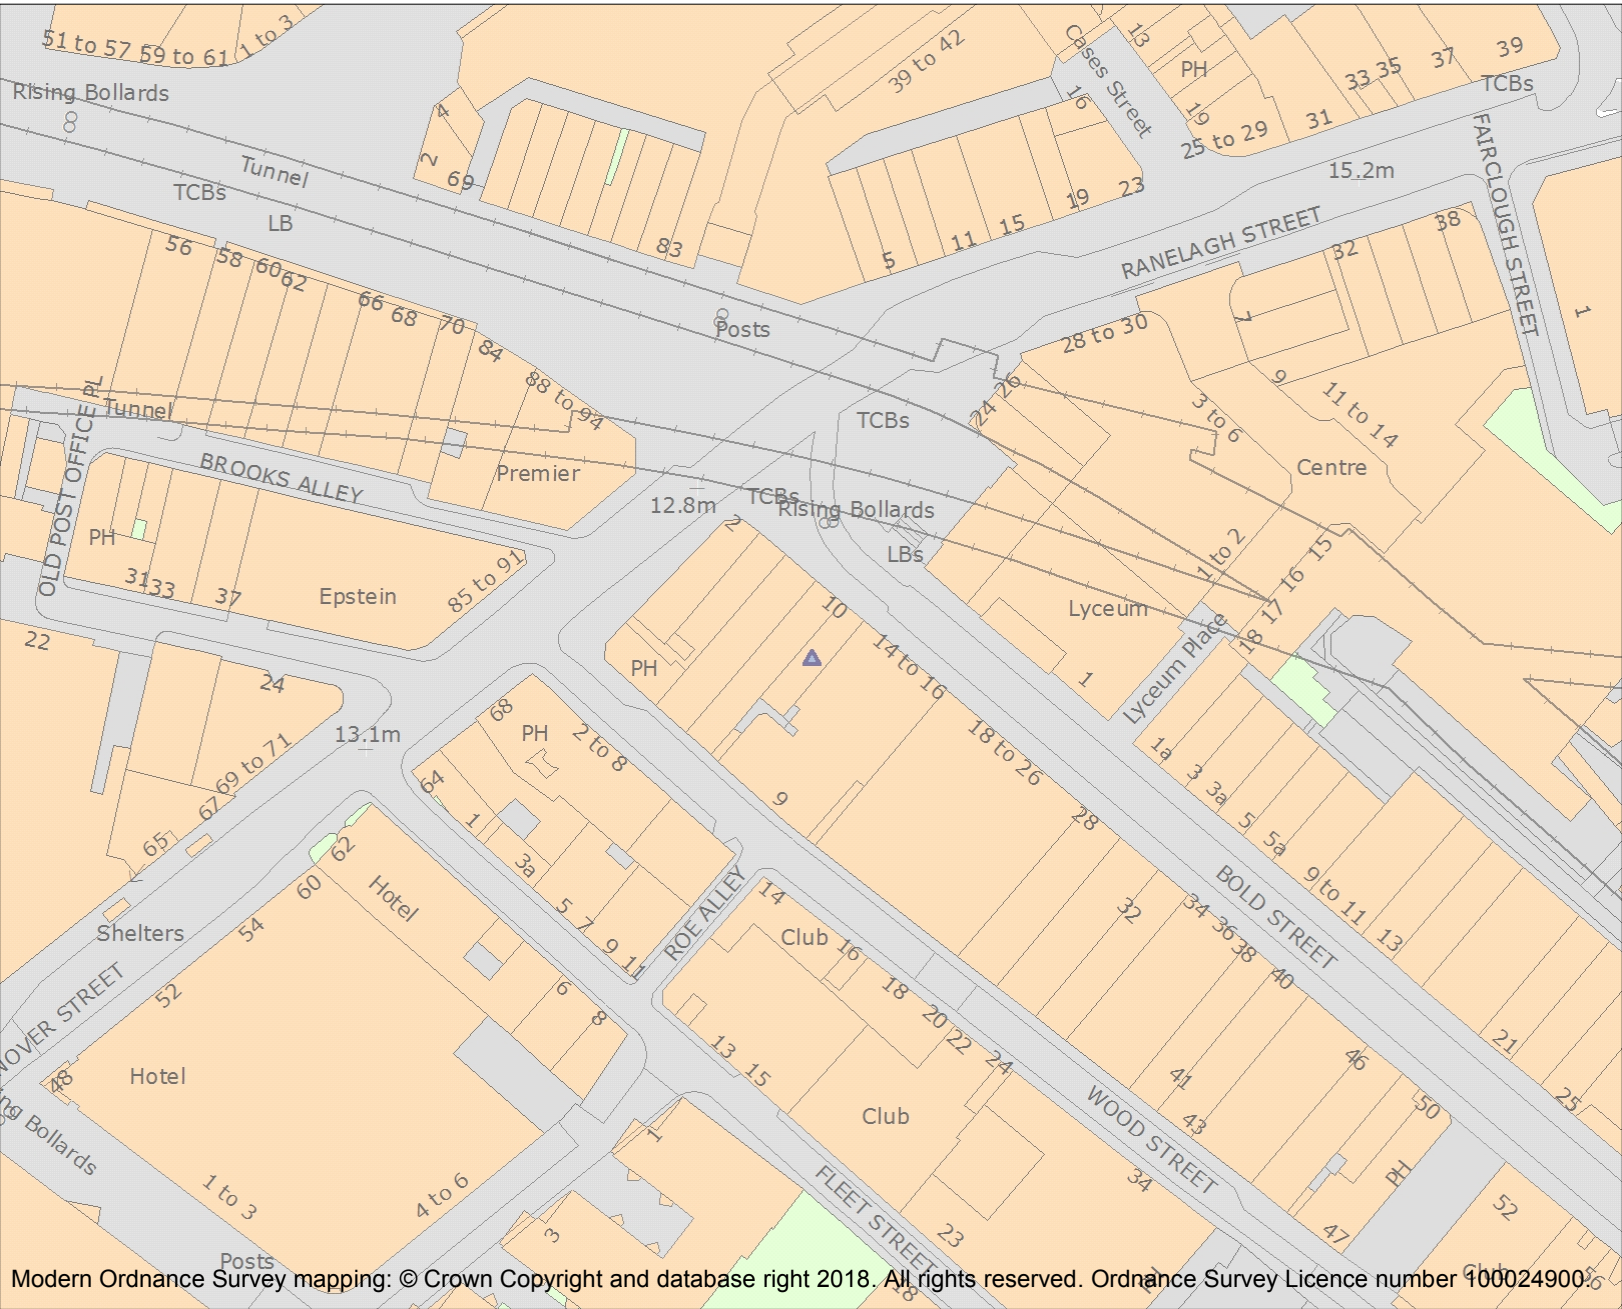 51 to 57
59 to 61
1 to 3
Rising Bollards
Tunnel
TCBs
LB
4
2
69
83
39 to 42
Cases Street
13
PH
16
19
25 to 29
31
33
35
37
39
TCBs
15.2m
FAIRCLOUGH STREET
5
11
15
19
23
RANELAGH STREET
32
38
1
56
58
60
62
66
68
70
84
88 to 94
Posts
28 to 30
7
9
11 to 14
3 to 6
24
26
TCBs
Centre
Tunnel
OLD POST OFFICE PL
BROOKS ALLEY
Premier
12.8m
TCBs
Rising Bollards
LBs
2
PH
31
33
37
Epstein
85 to 91
10
14 to 16
Lyceum
1 to 2
15
16
17
18
Lyceum Place
1
22
24
PH
68
PH
2 to 8
13.1m
69 to 71
67
65
64
1
3a
5
7
9
11
9
18 to 26
28
1a
3
3a
5
5a
9 to 11
13
BOLD STREET
62
60
Hotel
54
52
Shelters
NOVER STREET
ROE ALLEY
14
Club
16
18
20
22
24
32
34
36
38
40
21
25
6
8
13
15
Hotel
48
ng Bollards
1 to 3
4 to 6
Posts
1
3
Club
FLEET STREET
23
18
WOOD STREET
34
41
43
46
50
PH
47
52
56
Club
Modern Ordnance Survey mapping: © Crown Copyright and database right 2018. All rights reserved. Ordnance Survey Licence number 100024900.